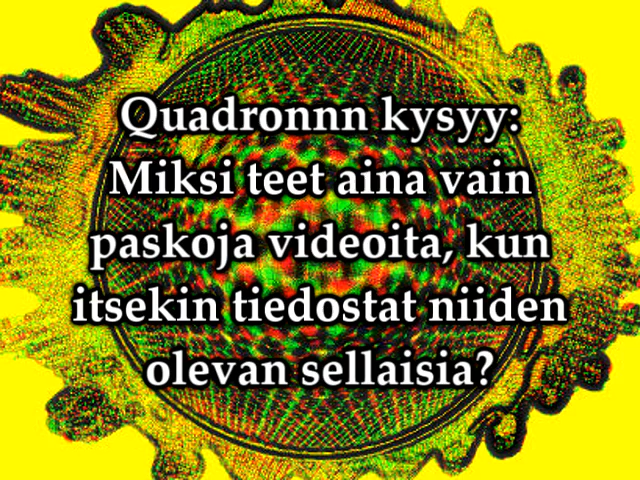 Quadronnn kysyy:
Miksi teet aina vain
paskoja videoita, kun
itsekin tiedostat niiden
olevan sellaisia?